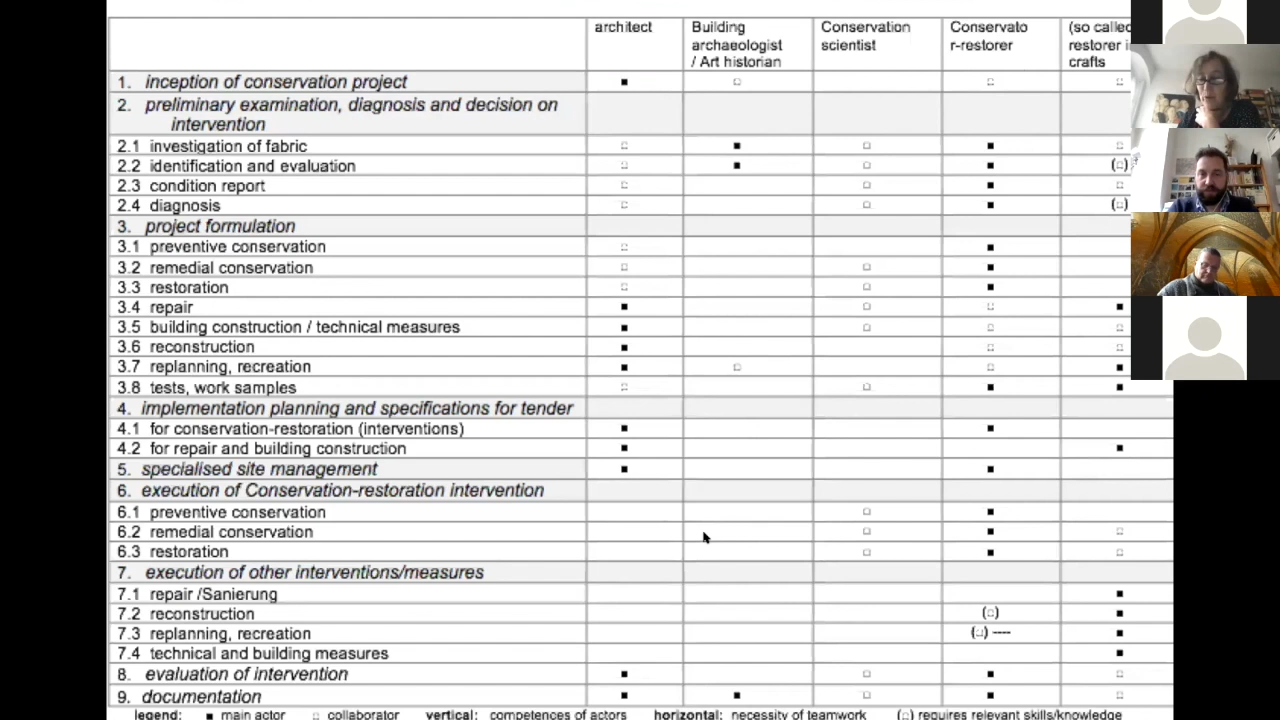 architect Building Conservation Conservato (so called
archaeologist scientist r-restorer restorer i
/ Art historian crafts
1. inception of conservation project ■ □ □ □
2. preliminary examination, diagnosis and decision on
intervention
2.1 investigation of fabric □ ■ □ ■ □
2.2 identification and evaluation □ ■ □ ■ (□)
2.3 condition report □ □ ■ □
2.4 diagnosis □ □ ■ (□)
3. project formulation
3.1 preventive conservation □ ■
3.2 remedial conservation □ □ ■
3.3 restoration □ □ ■
3.4 repair ■ □ □ ■
3.5 building construction / technical measures ■ □ □ □
3.6 reconstruction ■ □ □
3.7 replanning, recreation ■ □ □ ■
3.8 tests, work samples □ □ ■ ■
4. implementation planning and specifications for tender
4.1 for conservation-restoration (interventions) ■ ■
4.2 for repair and building construction ■ ■
5. specialised site management ■ ■
6. execution of Conservation-restoration intervention
6.1 preventive conservation □ ■
6.2 remedial conservation □ ■ □
6.3 restoration □ ■ □
7. execution of other interventions/measures
7.1 repair /Sanierung ■
7.2 reconstruction (□) ■
7.3 replanning, recreation (□) ---- ■
7.4 technical and building measures ■
8. evaluation of intervention ■ □ ■ □
9. documentation ■ ■ □ ■ □
legend: ■ main actor □ collaborator vertical: competences of actors horizontal: necessity of teamwork (□) requires relevant skills/knowledge